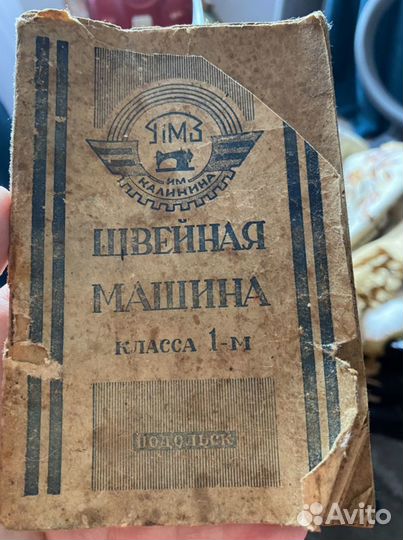 ПМЗ
ИМ.
КАЛИНИНА
ШВЕЙНАЯ
МАШИНА
КЛАССА 1-М
ПОДОЛЬСК
Avito